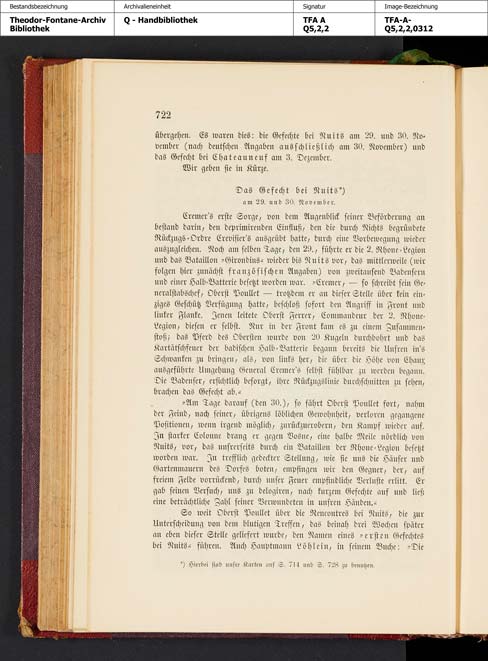 Bestandsbezeichnung
Archivalieneinheit
Signatur
Image-Bezeichnung
Theodor-Fontane-Archiv
Bibliothek
Q - Handbibliothek
TFA A
Q5,2,2
TFA-A-
Q5,2,2,0312
722
übergehen. Es waren dies: die Gefechte bei Nuits am 29. und 30. No-
vember (nach deutschen Angaben ausschließlich am 30. November) und
das Gefecht bei Chateauneuf am 3. Dezember.
Wir geben sie in Kürze.
Das Gefecht bei Nuits*)
am 29. und 30. November.
Cremer's erste Sorge, von dem Augenblick seiner Beförderung an
bestand darin, den deprimirenden Einfluß, den die durch Nichts begründete
Rückzugs-Ordre Crevisier's ausgeübt hatte, durch eine Vorbewegung wieder
auszugleichen. Noch am selben Tage, den 29., führte er die 2. Rhone-Legion
und das Bataillon »Girondins« wieder bis Nuits vor, das mittlerweile (wir
folgen hier zunächst französischen Angaben) von zweitausend Badensern
und einer Halb-Batterie besetzt worden war. »Cremer, — so schreibt sein Ge-
neralstabschef, Oberst Poullet — trotzdem er an dieser Stelle über kein ein-
ziges Geschütz Verfügung hatte, beschloß sofort den Angriff in Front und
linker Flanke. Jenen leitete Oberst Ferrer, Commandeur der 2. Rhone-
Legion, diesen er selbst. Nur in der Front kam es zu einem Zusammen-
stoß; das Pferd des Obersten wurde von 20 Kugeln durchbohrt und das
Kartätschfeuer der badischen Halb-Batterie begann bereits die Unsren in's
Schwanken zu bringen, als, von links her, die über die Höhe von Chaux
ausgeführte Umgehung General Cremer's selbst fühlbar zu werden begann.
Die Badenser, ersichtlich besorgt, ihre Rückzugslinie durchschnitten zu sehen,
brachen das Gefecht ab.«
»Am Tage darauf (den 30.), so fährt Oberst Poullet fort, nahm
der Feind, nach seiner, übrigens löblichen Gewohnheit, verloren gegangene
Positionen, wenn irgend möglich, zurückzuerobern, den Kampf wieder auf.
In starker Colonne drang er gegen Vosne, eine halbe Meile nördlich von
Nuits, vor, das unsrerseits durch ein Bataillon der Rhone-Legion besetzt
worden war. In trefflich gedeckter Stellung, wie sie uns die Häuser und
Gartenmauern des Dorfes boten, empfingen wir den Gegner, der, auf
freiem Felde vorrückend, durch unser Feuer empfindliche Verluste erlitt. Er
gab seinen Versuch, uns zu delogiren, nach kurzem Gefechte auf und ließ
eine beträchtliche Zahl seiner Verwundeten in unsren Händen.«
So weit Oberst Poullet über die Rencontres bei Nuits, die zur
Unterscheidung von dem blutigen Treffen, das beinah drei Wochen später
an eben dieser Stelle geliefert wurde, den Namen eines »ersten Gefechtes
bei Nuits« führen. Auch Hauptmann Löhlein, in seinem Buche: »Die
*) Hierbei sind unsre Karten auf S. 714 und S. 728 zu benutzen.